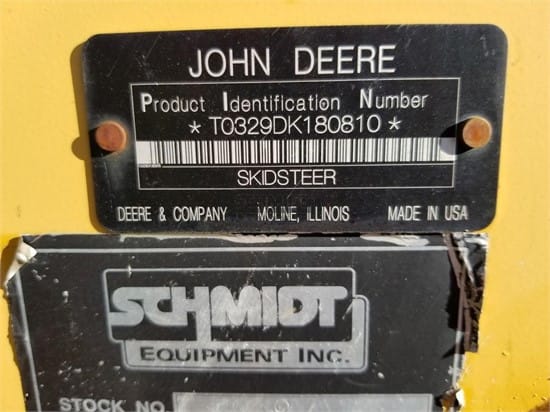 JOHN DEERE
Product Identification Number
* T0329DK180810 *
SKIDSTEER
DEERE & COMPANY MOLINE, ILLINOIS MADE IN USA
SCHMIDT
EQUIPMENT INC.
STOCK NO.